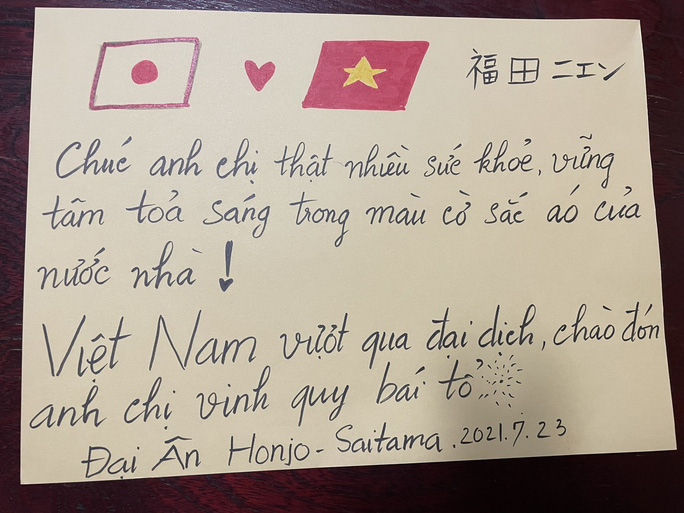 福田ニエン
Chúc anh chị thật nhiều sức khoẻ, vững
tâm toả sáng trong màu cờ sắc aó của
nước nhà!
Việt Nam vượt qua đại dich, chào đón
anh chị vinh quy bái tổ
Đại Ân Honjo - Saitama. 2021.7.23